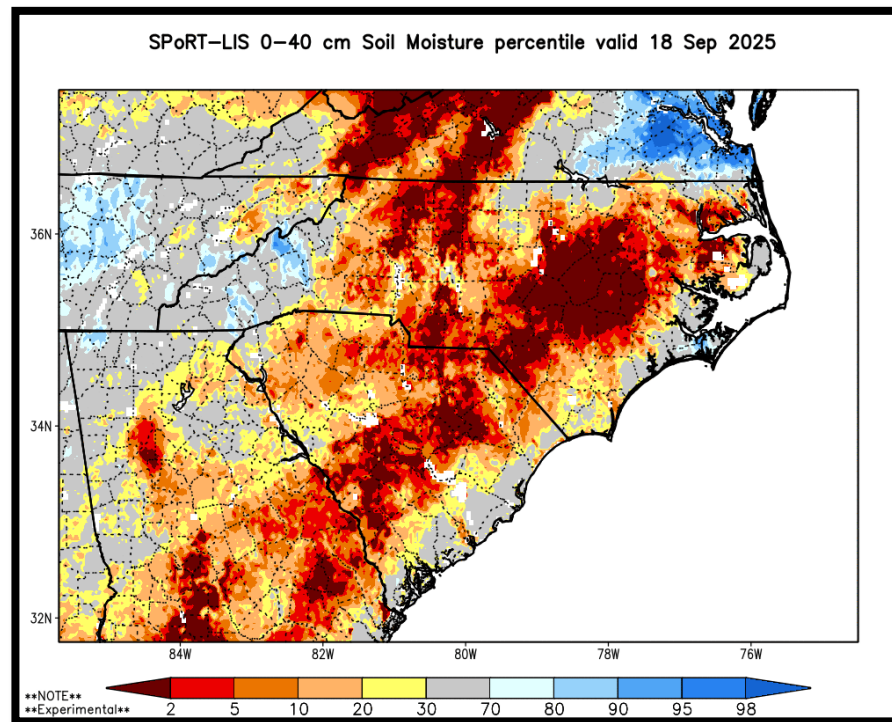 SPoRT-LIS 0-40 cm Soil Moisture percentile valid 18 Sep 2025
36N
34N
32N
84W 82W 80W 78W 76W
**NOTE**
**Experimental**
2 5 10 20 30 70 80 90 95 98